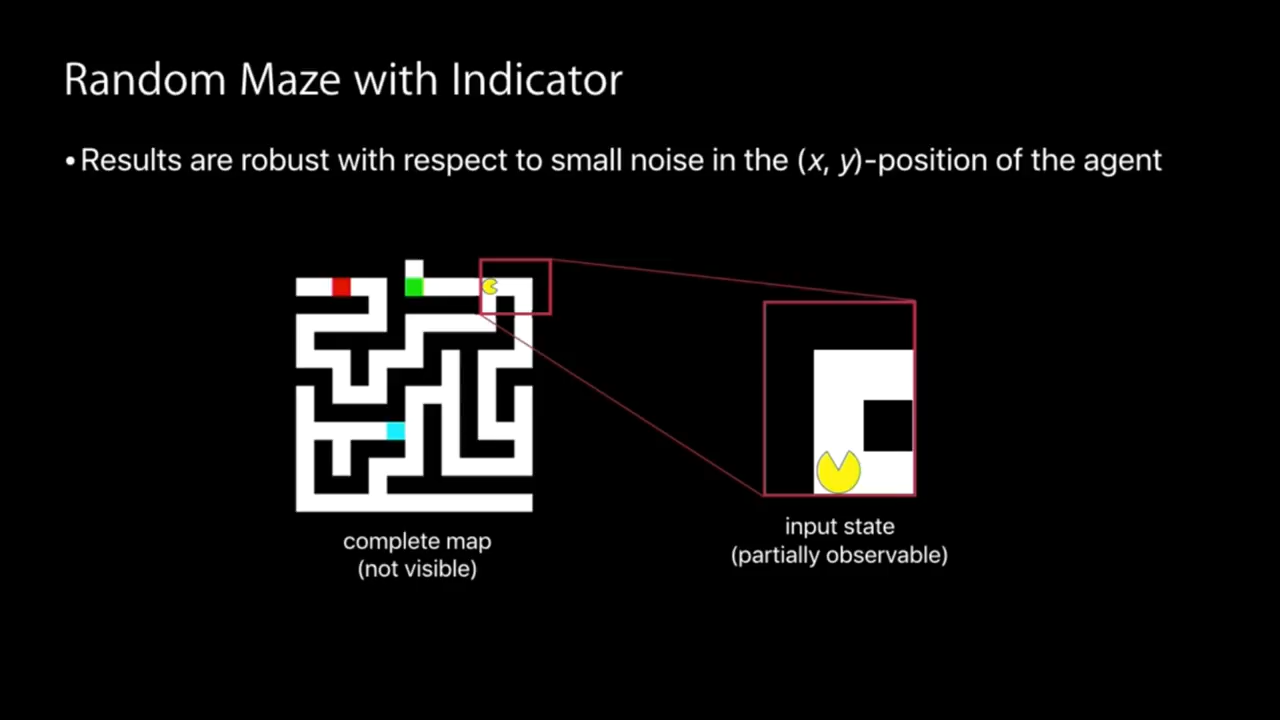 Random Maze with Indicator
•Results are robust with respect to small noise in the (x, y)-position of the agent
complete map
(not visible)
input state
(partially observable)